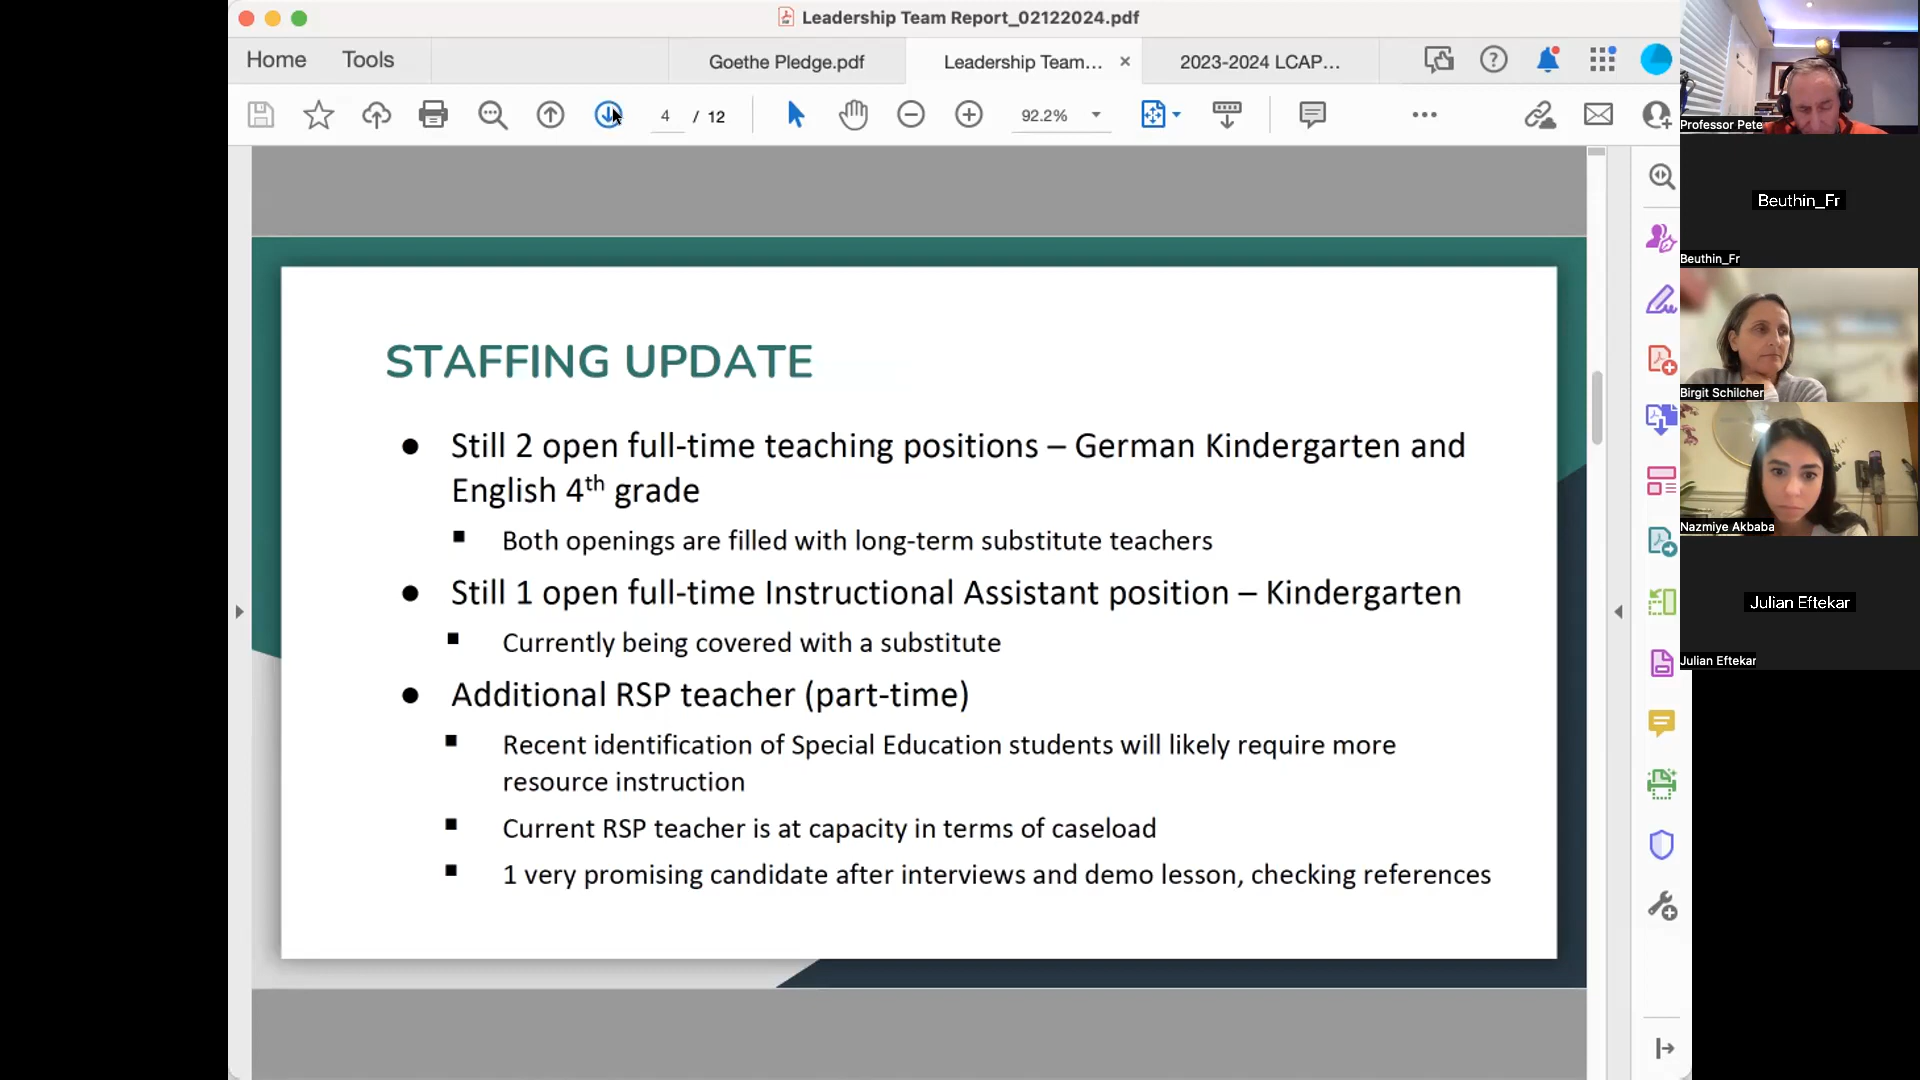 Leadership Team Report_02122024.pdf
Home
Tools
Goethe Pledge.pdf
Leadership Team...
2023-2024 LCAP...
4 / 12
92.2%
STAFFING UPDATE
● Still 2 open full-time teaching positions – German Kindergarten and
English 4th grade
■ Both openings are filled with long-term substitute teachers
● Still 1 open full-time Instructional Assistant position – Kindergarten
■ Currently being covered with a substitute
● Additional RSP teacher (part-time)
■ Recent identification of Special Education students will likely require more
resource instruction
■ Current RSP teacher is at capacity in terms of caseload
■ 1 very promising candidate after interviews and demo lesson, checking references
Professor Pete
Beuthin_Fr
Beuthin_Fr
Birgit Schilcher
Nazmiye Akbaba
Julian Eftekar
Julian Eftekar